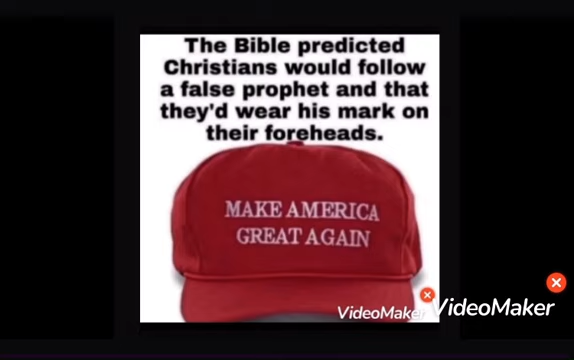 The Bible predicted
Christians would follow
a false prophet and that
they'd wear his mark on
their foreheads.
MAKE AMERICA
GREAT AGAIN
VideoMaker
VideoMaker